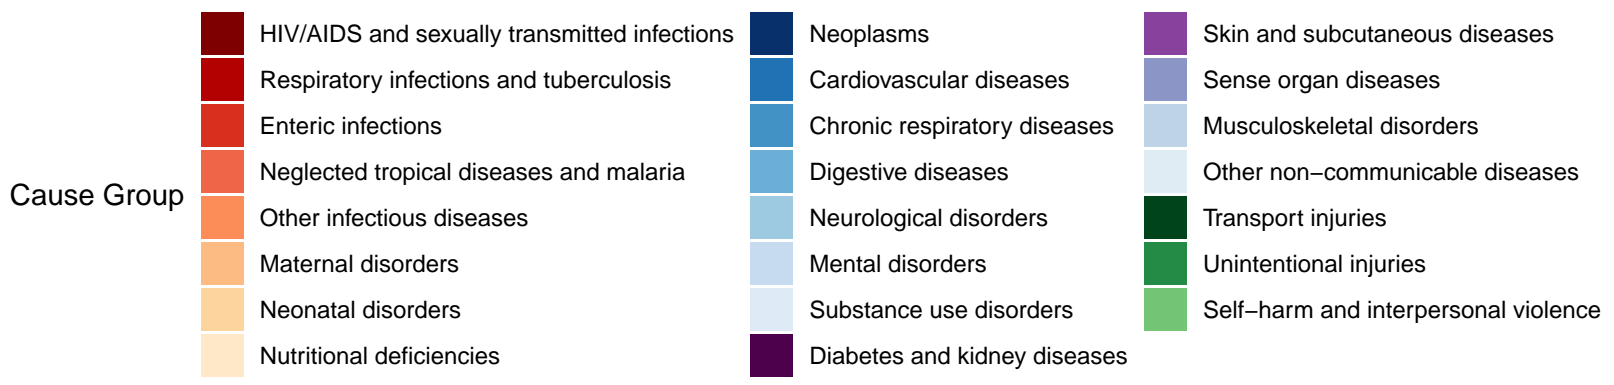 Cause Group
HIV/AIDS and sexually transmitted infections
Respiratory infections and tuberculosis
Enteric infections
Neglected tropical diseases and malaria
Other infectious diseases
Maternal disorders
Neonatal disorders
Nutritional deficiencies
Neoplasms
Cardiovascular diseases
Chronic respiratory diseases
Digestive diseases
Neurological disorders
Mental disorders
Substance use disorders
Diabetes and kidney diseases
Skin and subcutaneous diseases
Sense organ diseases
Musculoskeletal disorders
Other non−communicable diseases
Transport injuries
Unintentional injuries
Self−harm and interpersonal violence